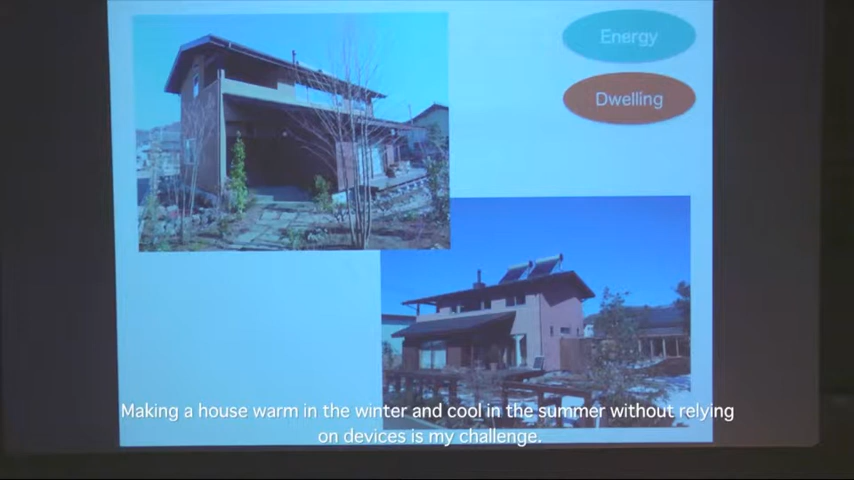 Energy
Dwelling
Making a house warm in the winter and cool in the summer without relying
on devices is my challenge.